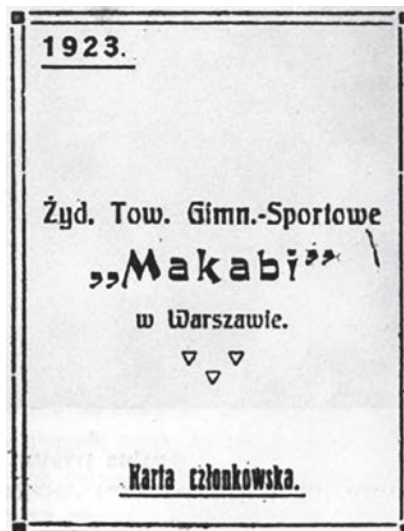 1923.
Żyd. Tow. Gimn.-Sportowe
„Makabi”
w Warszawie.
Karta członkowska.